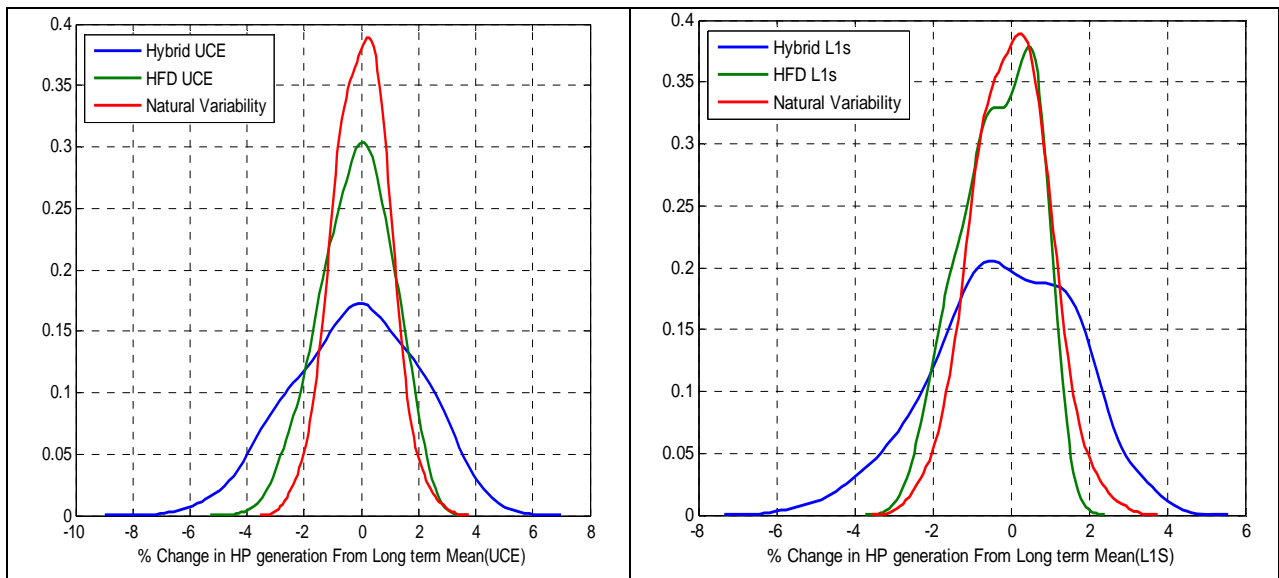 0.4
0.35
0.3
0.25
0.2
0.15
0.1
0.05
0
Hybrid UCE
HFD UCE
Natural Variability
-10 -8 -6 -4 -2 0 2 4 6 8
% Change in HP generation From Long term Mean(UCE)
0.4
0.35
0.3
0.25
0.2
0.15
0.1
0.05
0
Hybrid L1s
HFD L1s
Natural Variability
-8 -6 -4 -2 0 2 4 6
% Change in HP generation From Long term Mean(L1S)